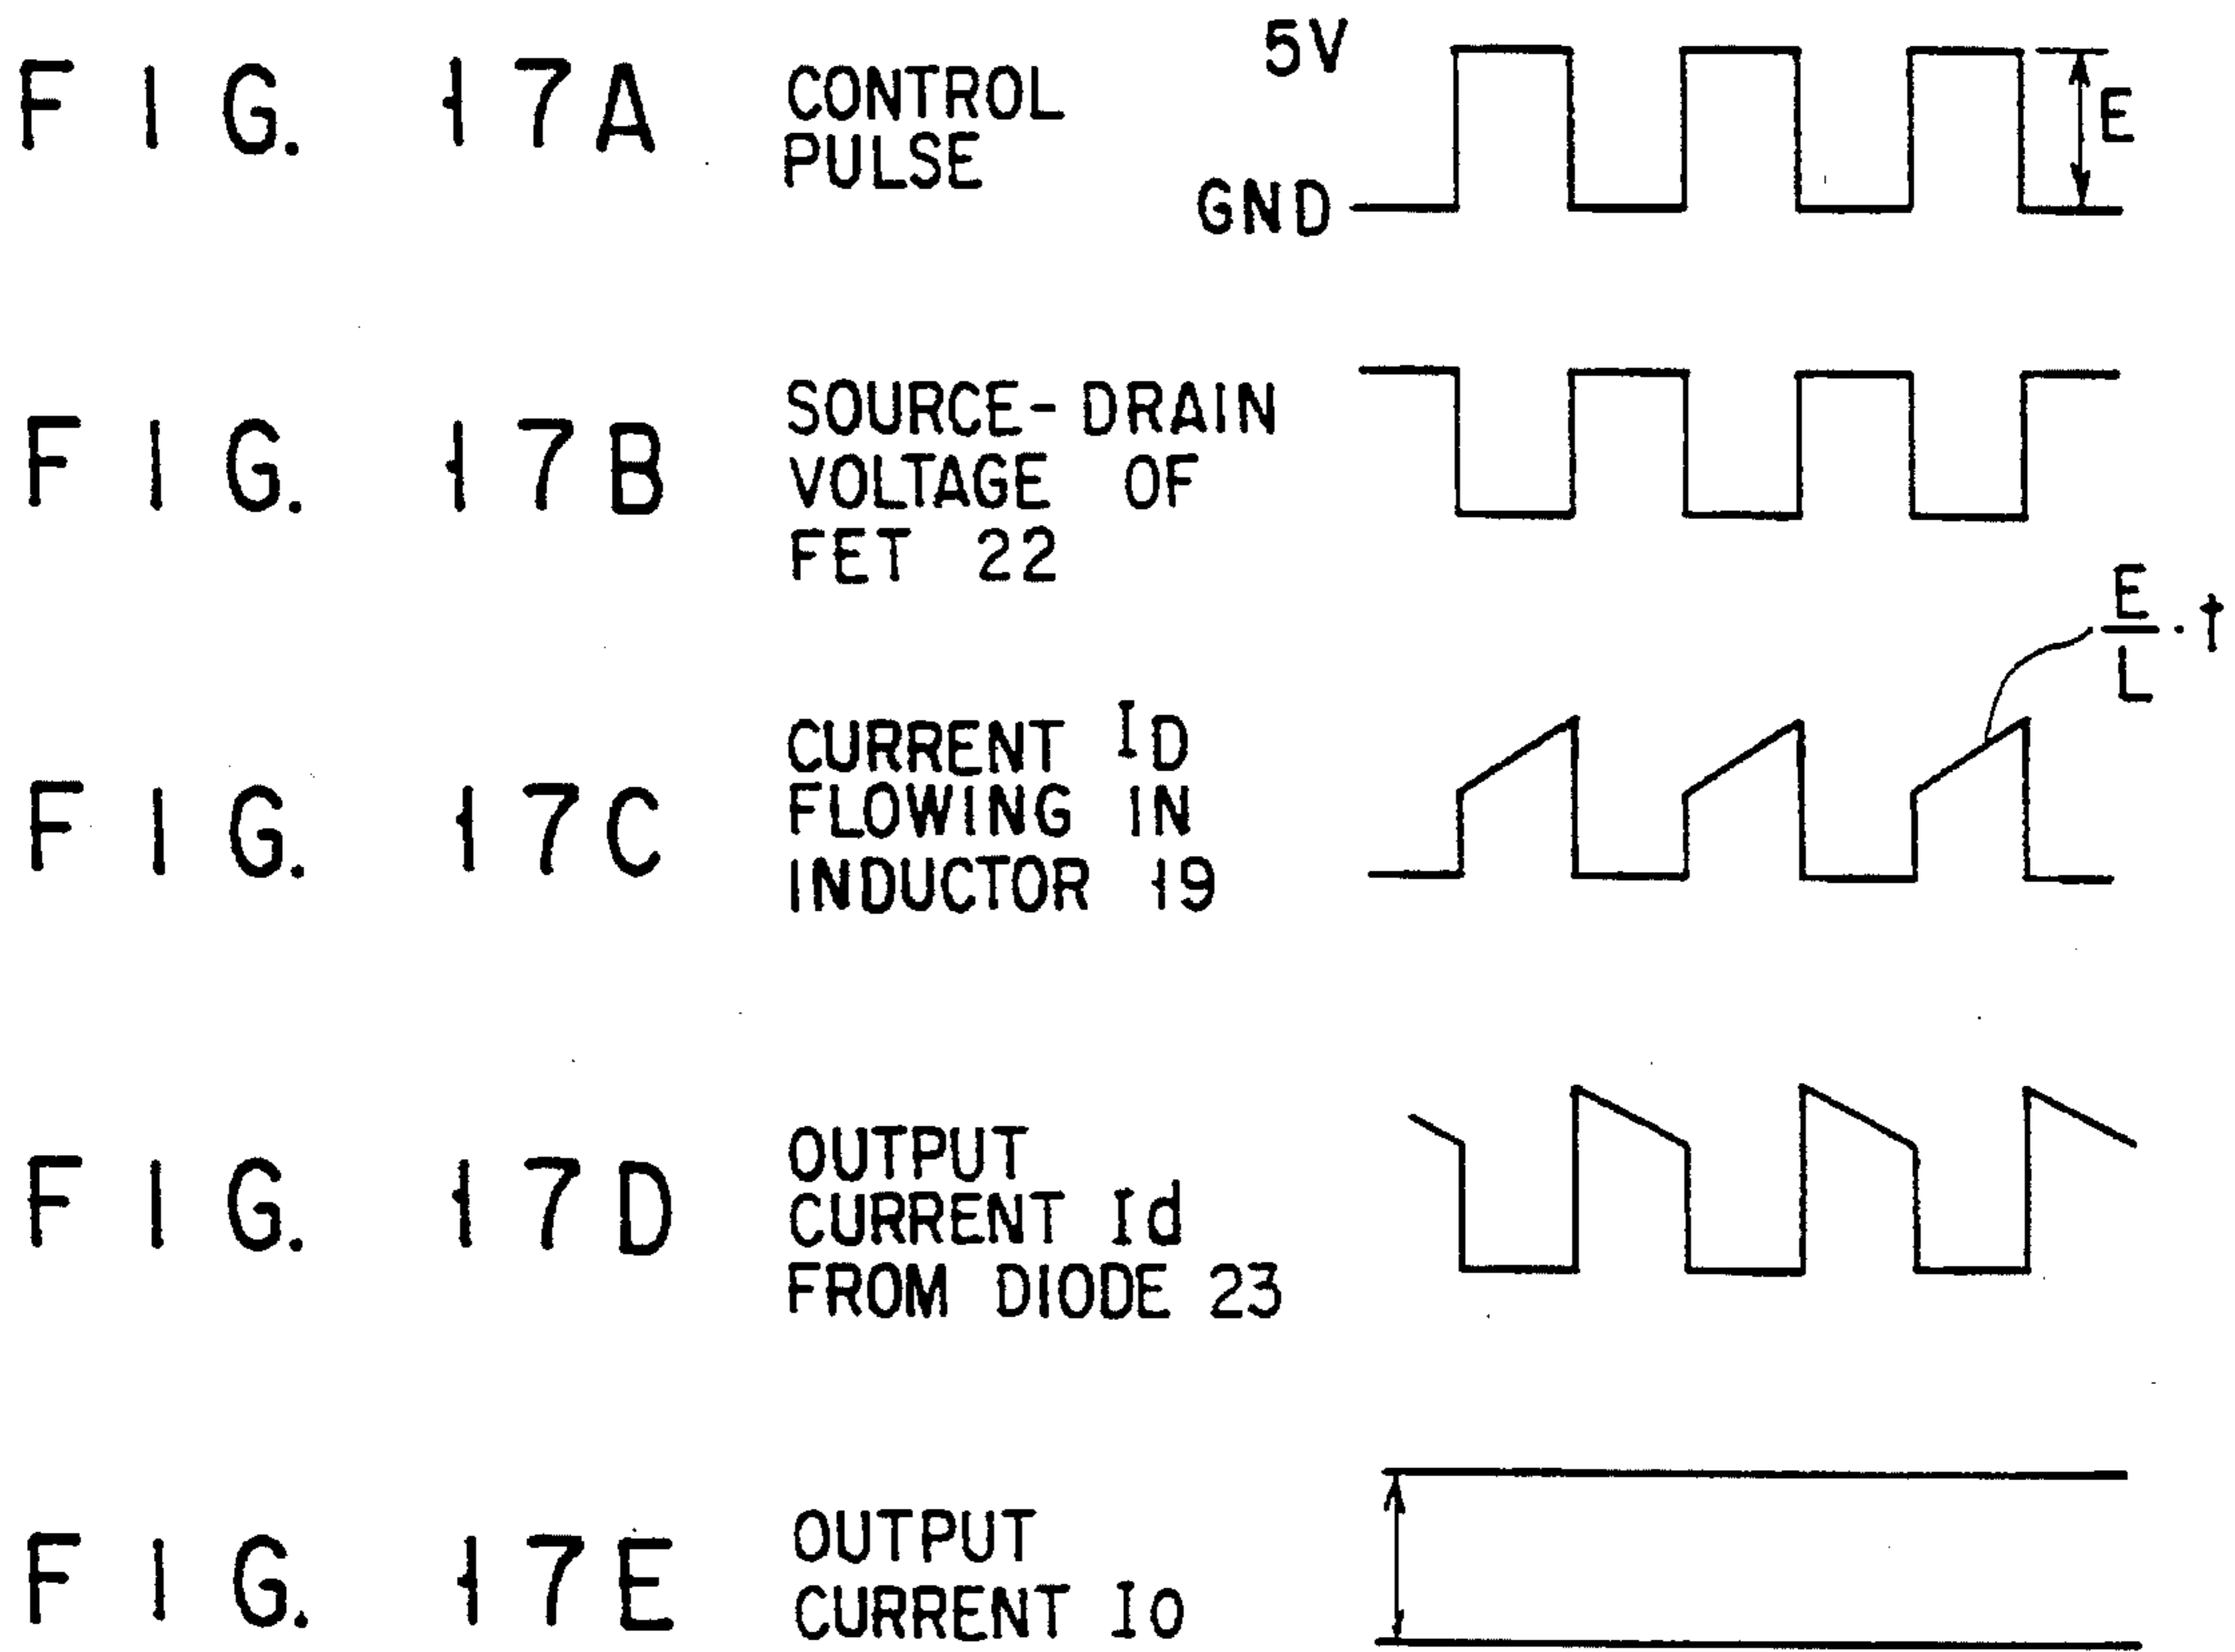 FIG. 17A
CONTROL
PULSE
5V
GND
E
FIG. 17B
SOURCE-DRAIN
VOLTAGE OF
FET 22
FIG. 17C
CURRENT ID
FLOWING IN
INDUCTOR 19
E
— · t
L
FIG. 17D
OUTPUT
CURRENT Id
FROM DIODE 23
FIG. 17E
OUTPUT
CURRENT Io